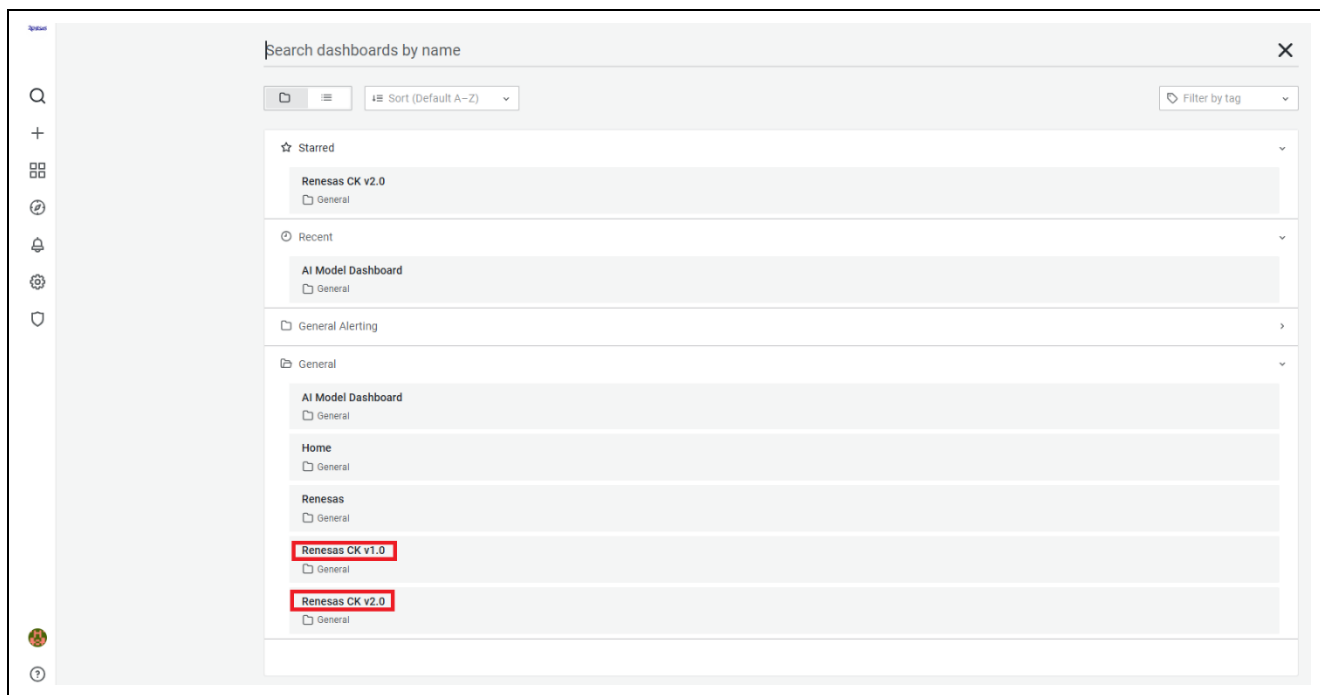 Search dashboards by name
Sort (Default A–Z)
Filter by tag
Starred
Renesas CK v2.0
General
Recent
AI Model Dashboard
General
General Alerting
General
AI Model Dashboard
General
Home
General
Renesas
General
Renesas CK v1.0
General
Renesas CK v2.0
General